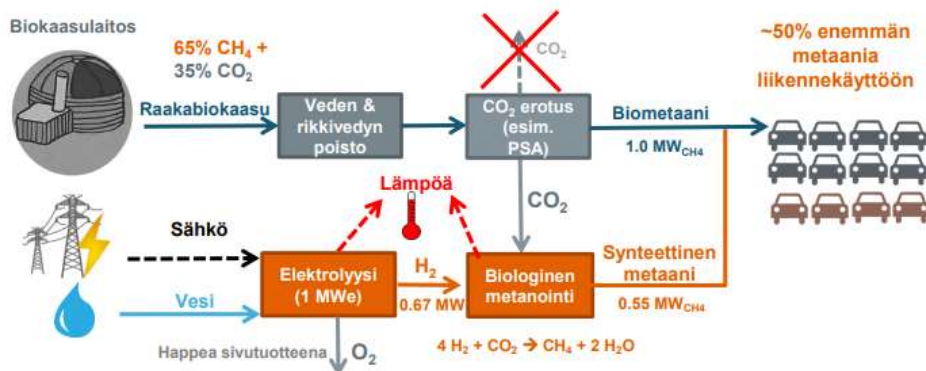 Biokaasulaitos
65% CH₄ +
35% CO₂
Raakabiokaasu
Veden &
rikkivedyn
poisto
CO₂
CO₂ erotus
(esim.
PSA)
Biometaani
1.0 MWCH4
~50% enemmän
metaania
liikennekäyttöön
Lämpöä
CO₂
Sähkö
Vesi
Elektrolyysi
(1 MWe)
H₂
0.67 MW
Biologinen
metanointi
Synteettinen
metaani
0.55 MWCH4
Happea sivutuotteena
O₂
4 H₂ + CO₂ → CH₄ + 2 H₂O